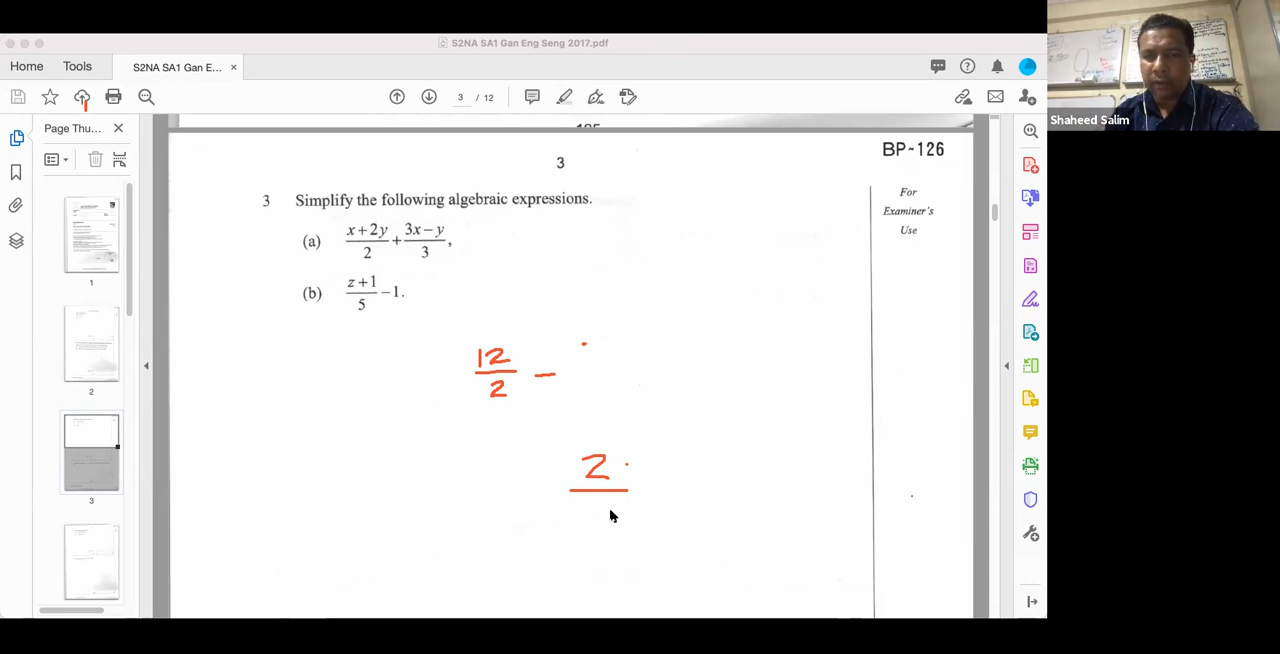 S2NA SA1 Gan Eng Seng 2017.pdf
Home Tools S2NA SA1 Gan E... ×
3 / 12
Page Thu... ×
1
2
3
3
BP-126
For
Examiner's
Use
3 Simplify the following algebraic expressions.
(a) x+2y/2 + 3x−y/3,
(b) z+1/5 −1.
12/2 −
2
Shaheed Salim